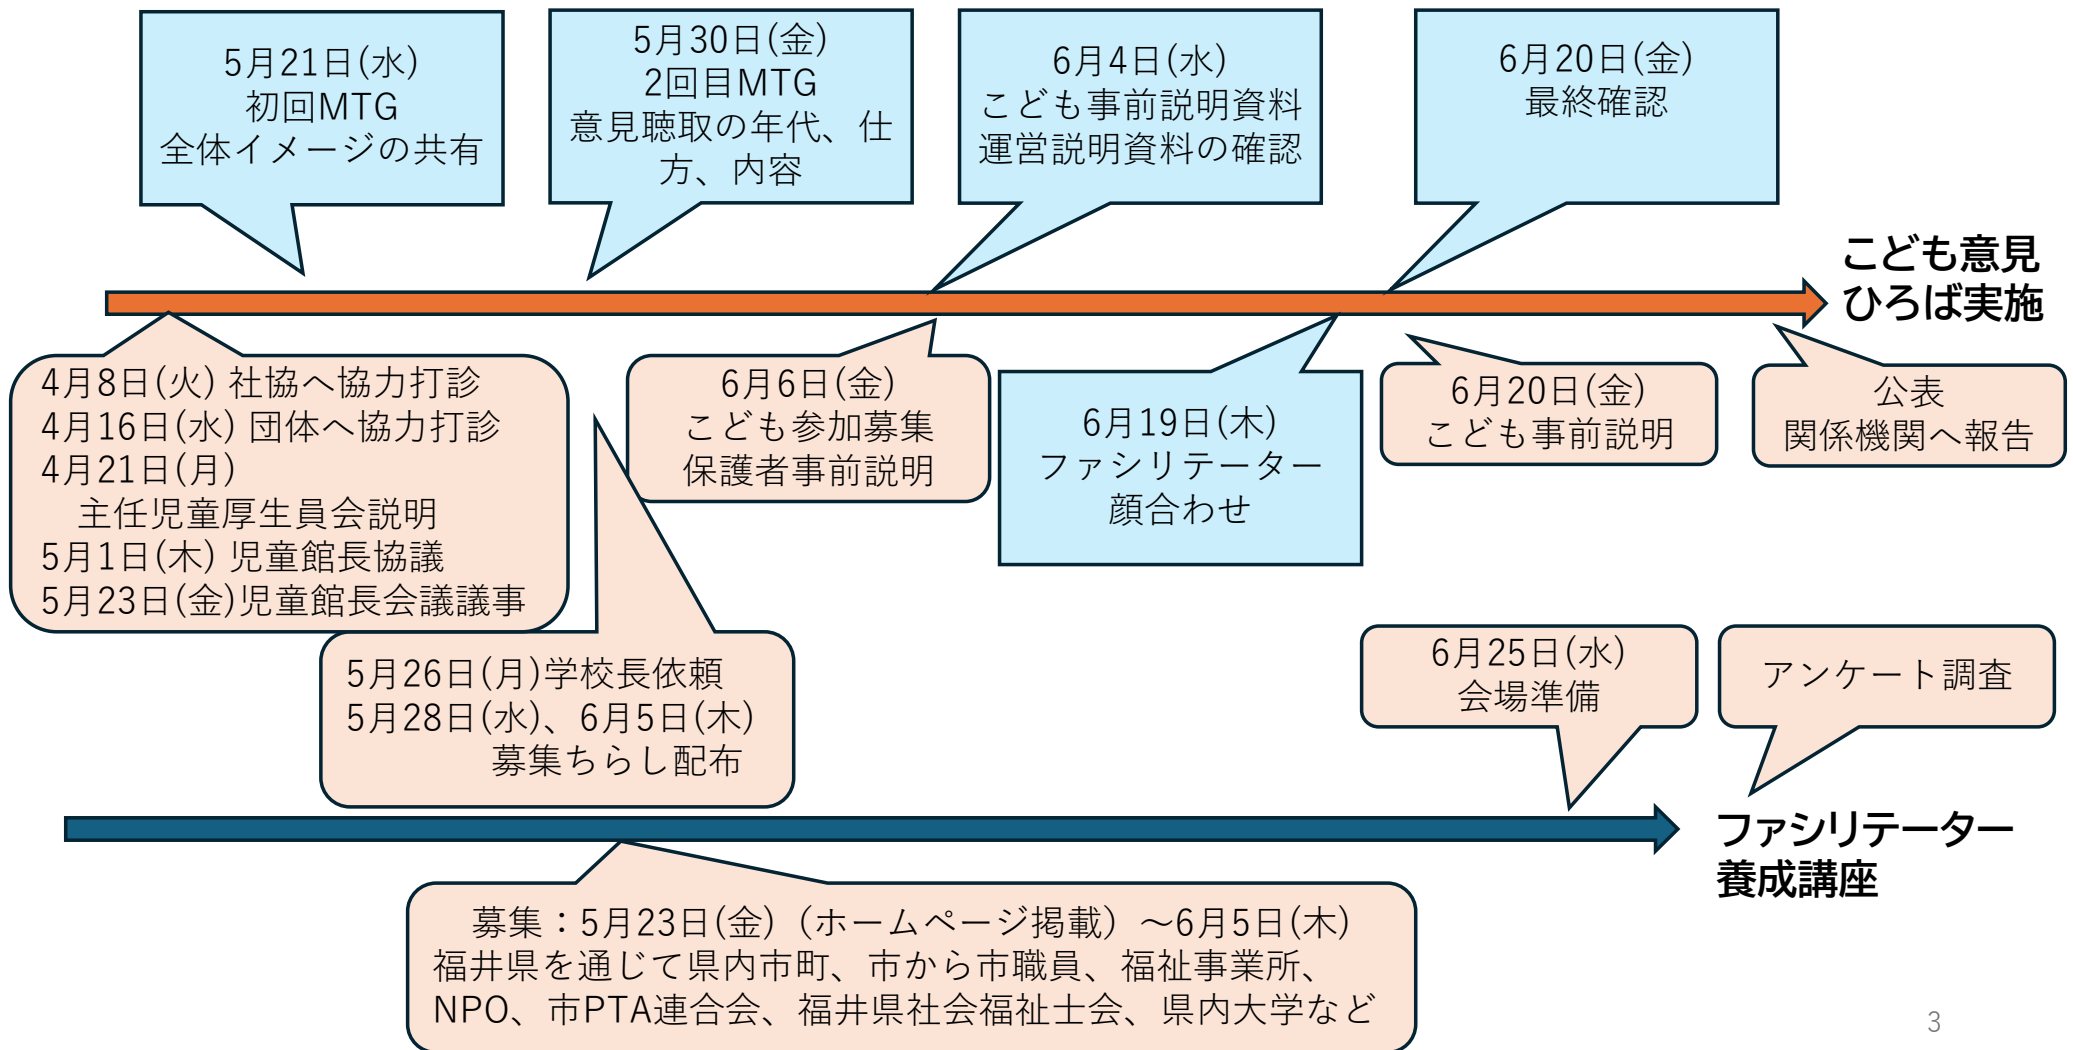 5月21日(水)
初回MTG
全体イメージの共有
5月30日(金)
2回目MTG
意見聴取の年代、仕
方、内容
6月4日(水)
こども事前説明資料
運営説明資料の確認
6月20日(金)
最終確認
こども意見
ひろば実施
4月8日(火) 社協へ協力打診
4月16日(水) 団体へ協力打診
4月21日(月)
主任児童厚生員会説明
5月1日(木) 児童館長協議
5月23日(金)児童館長会議議事
6月6日(金)
こども参加募集
保護者事前説明
6月19日(木)
ファシリテーター
顔合わせ
6月20日(金)
こども事前説明
公表
関係機関へ報告
5月26日(月)学校長依頼
5月28日(水)、6月5日(木)
募集ちらし配布
6月25日(水)
会場準備
アンケート調査
ファシリテーター
養成講座
募集：5月23日(金)（ホームページ掲載）～6月5日(木)
福井県を通じて県内市町、市から市職員、福祉事業所、
NPO、市PTA連合会、福井県社会福祉士会、県内大学など
3